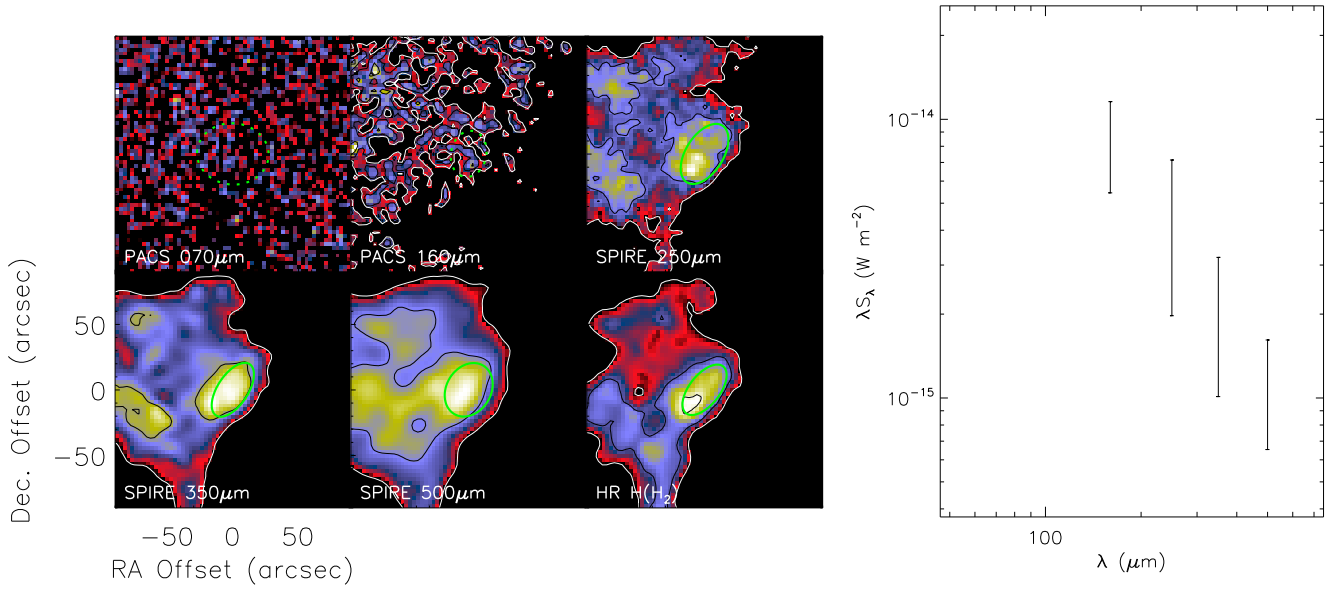 PACS 070μm
PACS 160μm
SPIRE 250μm
SPIRE 350μm
SPIRE 500μm
HR H(H₂)
Dec. Offset (arcsec)
50
0
−50
−50 0 50
RA Offset (arcsec)
λS_λ (W m⁻²)
10⁻¹⁴
10⁻¹⁵
100
λ (μm)